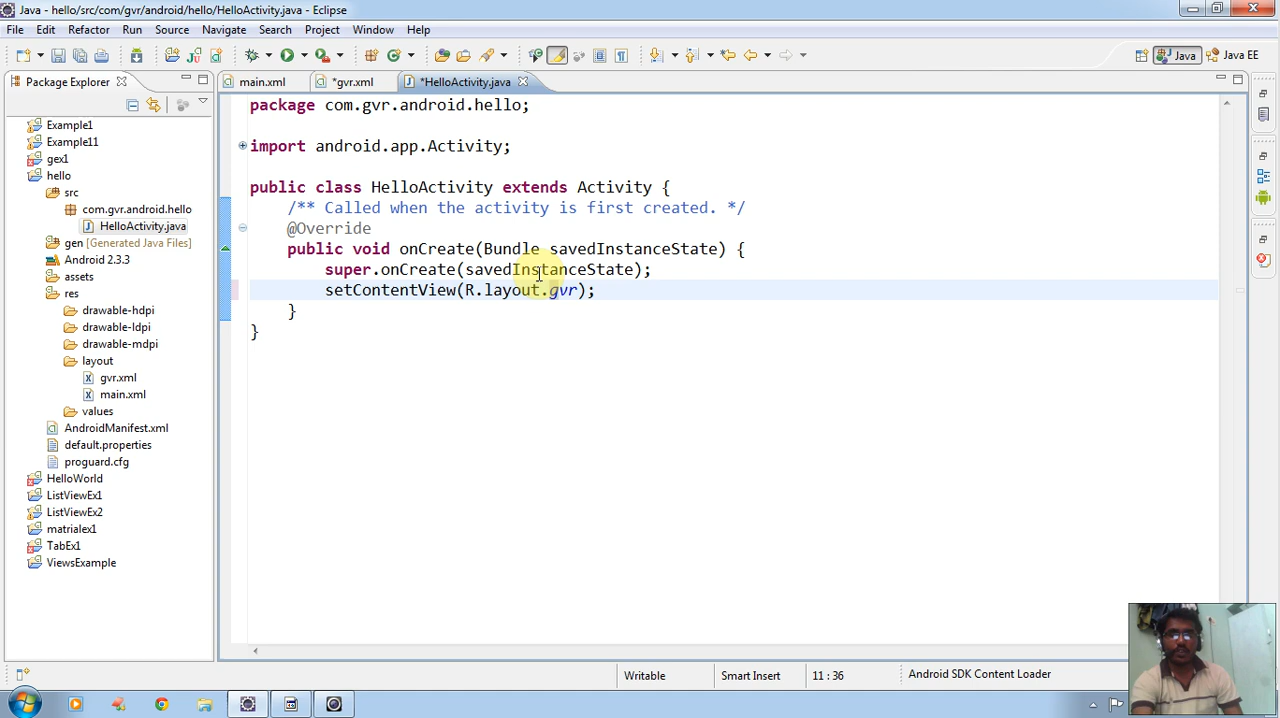 Java - hello/src/com/gvr/android/hello/HelloActivity.java - Eclipse
File Edit Refactor Run Source Navigate Search Project Window Help
Java Java EE
Package Explorer
main.xml *gvr.xml *HelloActivity.java
package com.gvr.android.hello;
import android.app.Activity;
public class HelloActivity extends Activity {
/** Called when the activity is first created. */
@Override
public void onCreate(Bundle savedInstanceState) {
super.onCreate(savedInstanceState);
setContentView(R.layout.gvr);
}
}
Example1
Example11
gex1
hello
src
com.gvr.android.hello
HelloActivity.java
gen [Generated Java Files]
Android 2.3.3
assets
res
drawable-hdpi
drawable-ldpi
drawable-mdpi
layout
gvr.xml
main.xml
values
AndroidManifest.xml
default.properties
proguard.cfg
HelloWorld
ListViewEx1
ListViewEx2
matrialex1
TabEx1
ViewsExample
Writable Smart Insert 11 : 36 Android SDK Content Loader